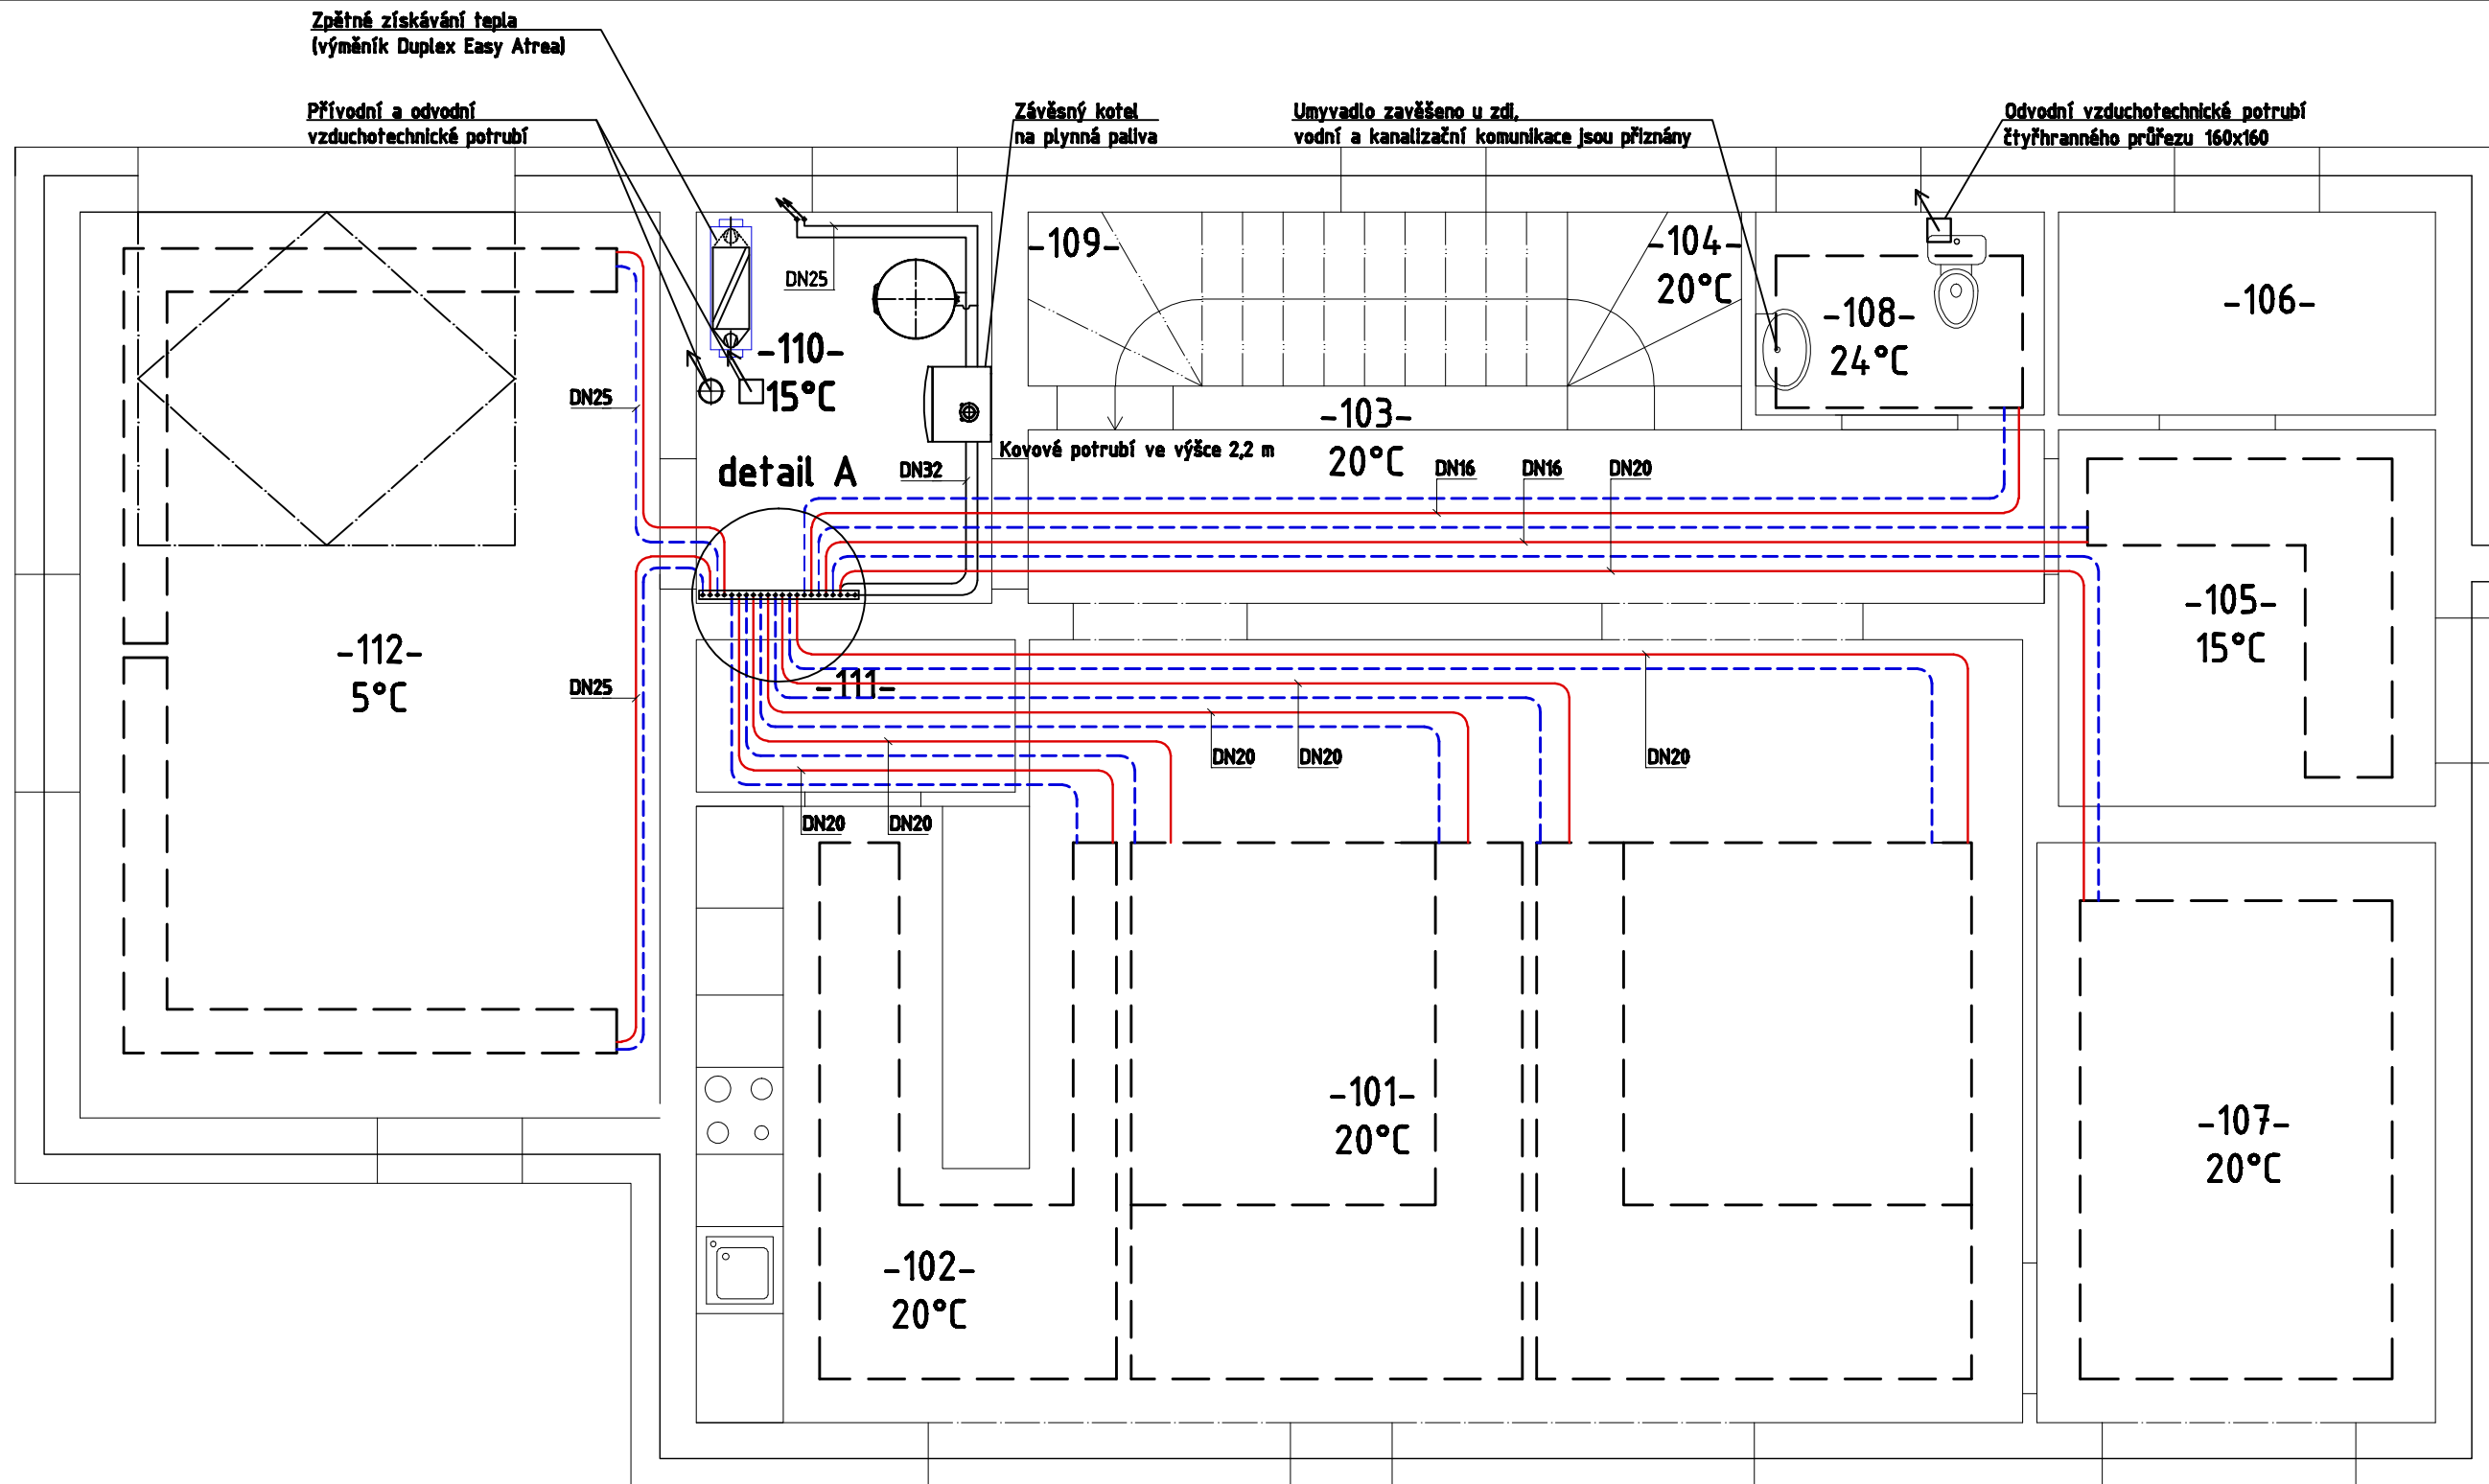 Zpětné získávání tepla
(výměník Duplex Easy Atrea)
Přívodní a odvodní
vzduchotechnické potrubí
Závěsný kotel
na plynná paliva
Umyvadlo zavěšeno u zdi,
vodní a kanalizační komunikace jsou přiznány
Odvodní vzduchotechnické potrubí
čtyřhranného průřezu 160x160
-109-
-104-
20°C
DN25
-108-
24°C
-106-
-110-
15°C
DN25
-103-
20°C
Kovové potrubí ve výšce 2,2 m
detail A
DN32
DN16
DN16
DN20
-105-
15°C
-112-
5°C
DN25
-111-
DN20
DN20
DN20
DN20
DN20
-101-
20°C
-107-
20°C
-102-
20°C